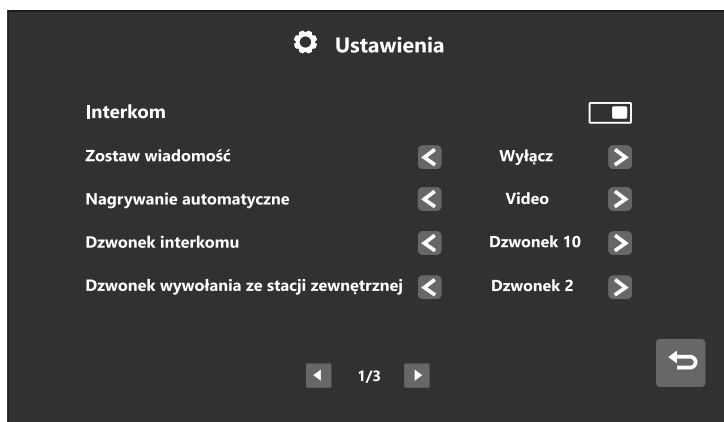 Ustawienia
Interkom
Zostaw wiadomość Wyłącz
Nagrywanie automatyczne Video
Dzwonek interkomu Dzwonek 10
Dzwonek wywołania ze stacji zewnętrznej Dzwonek 2
1/3